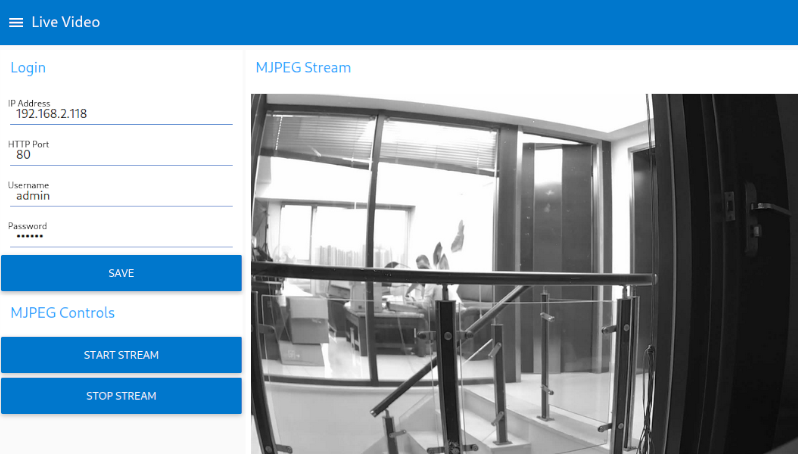 Live Video
Login
IP Address
192.168.2.118
HTTP Port
80
Username
admin
Password
••••••
SAVE
MJPEG Controls
START STREAM
STOP STREAM
MJPEG Stream